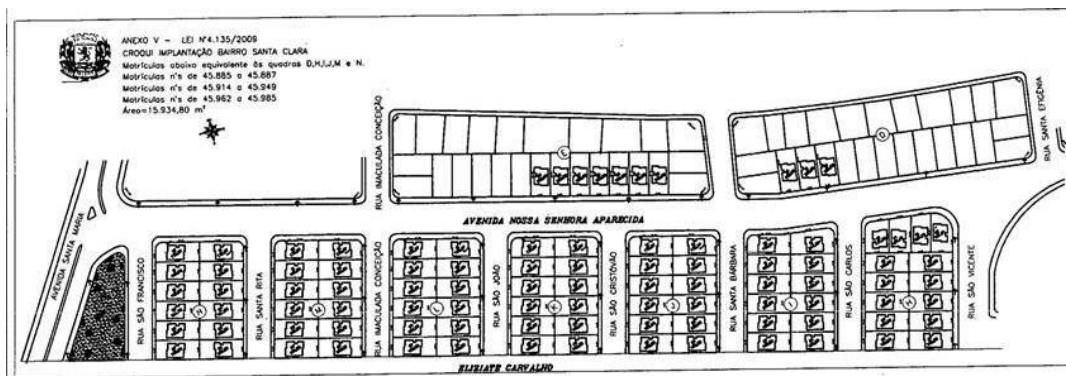 ANEXO V - LEI Nº4.135/2009
CROQUI IMPLANTAÇÃO BAIRRO SANTA CLARA
Matrículas abaixo equivalente às quadras D,H,I,J,M e N.
Matrículas n's de 45.885 a 45.887
Matrículas n's de 45.914 a 45.949
Matrículas n's de 45.962 a 45.985
Área=15.934,80 m²
RUA IMACULADA CONCEIÇÃO
E
D
RUA SANTA EFIGÊNIA
AVENIDA NOSSA SENHORA APARECIDA
AVENIDA SANTA MARIA
RUA SÃO FRANCISCO
N
RUA SANTA RITA
M
RUA IMACULADA CONCEIÇÃO
L
RUA SÃO JOÃO
K
RUA SÃO CRISTOVÃO
J
RUA SANTA BÁRBARA
I
RUA SÃO CARLOS
H
RUA SÃO VICENTE
ELIZIATE CARVALHO